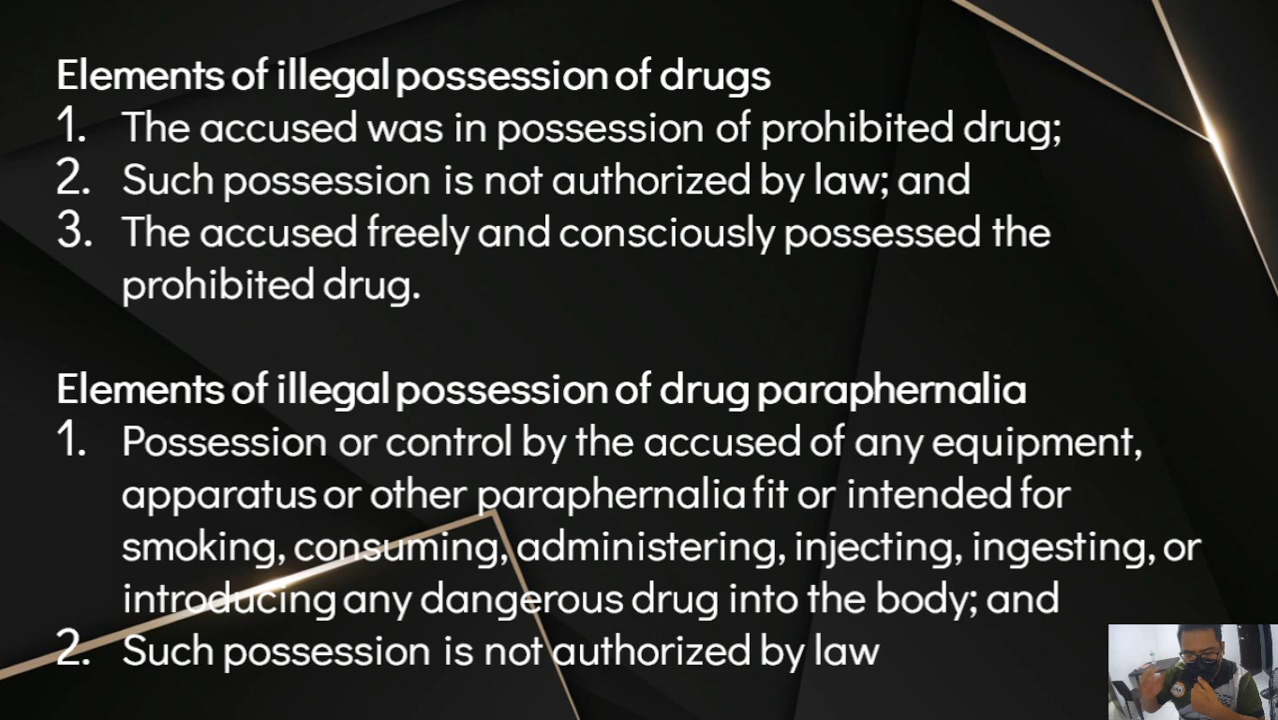 Elements of illegal possession of drugs
1. The accused was in possession of prohibited drug;
2. Such possession is not authorized by law; and
3. The accused freely and consciously possessed the
prohibited drug.
Elements of illegal possession of drug paraphernalia
1. Possession or control by the accused of any equipment,
apparatus or other paraphernalia fit or intended for
smoking, consuming, administering, injecting, ingesting, or
introducing any dangerous drug into the body; and
2. Such possession is not authorized by law